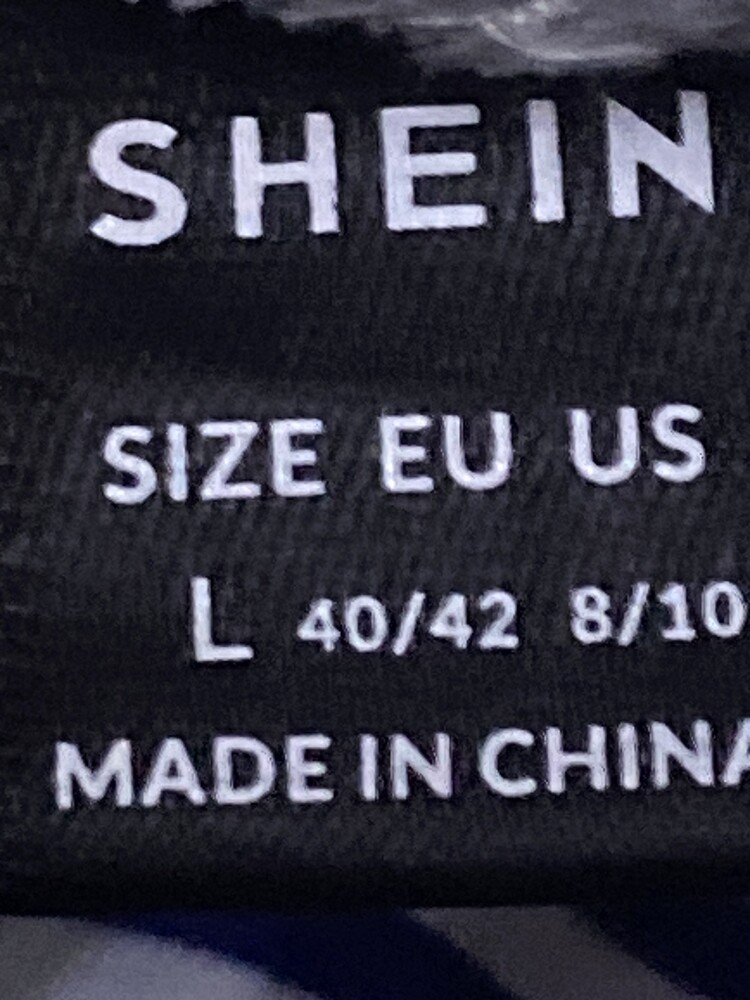 SHEIN
SIZE EU US
L 40/42 8/10
MADE IN CHINA